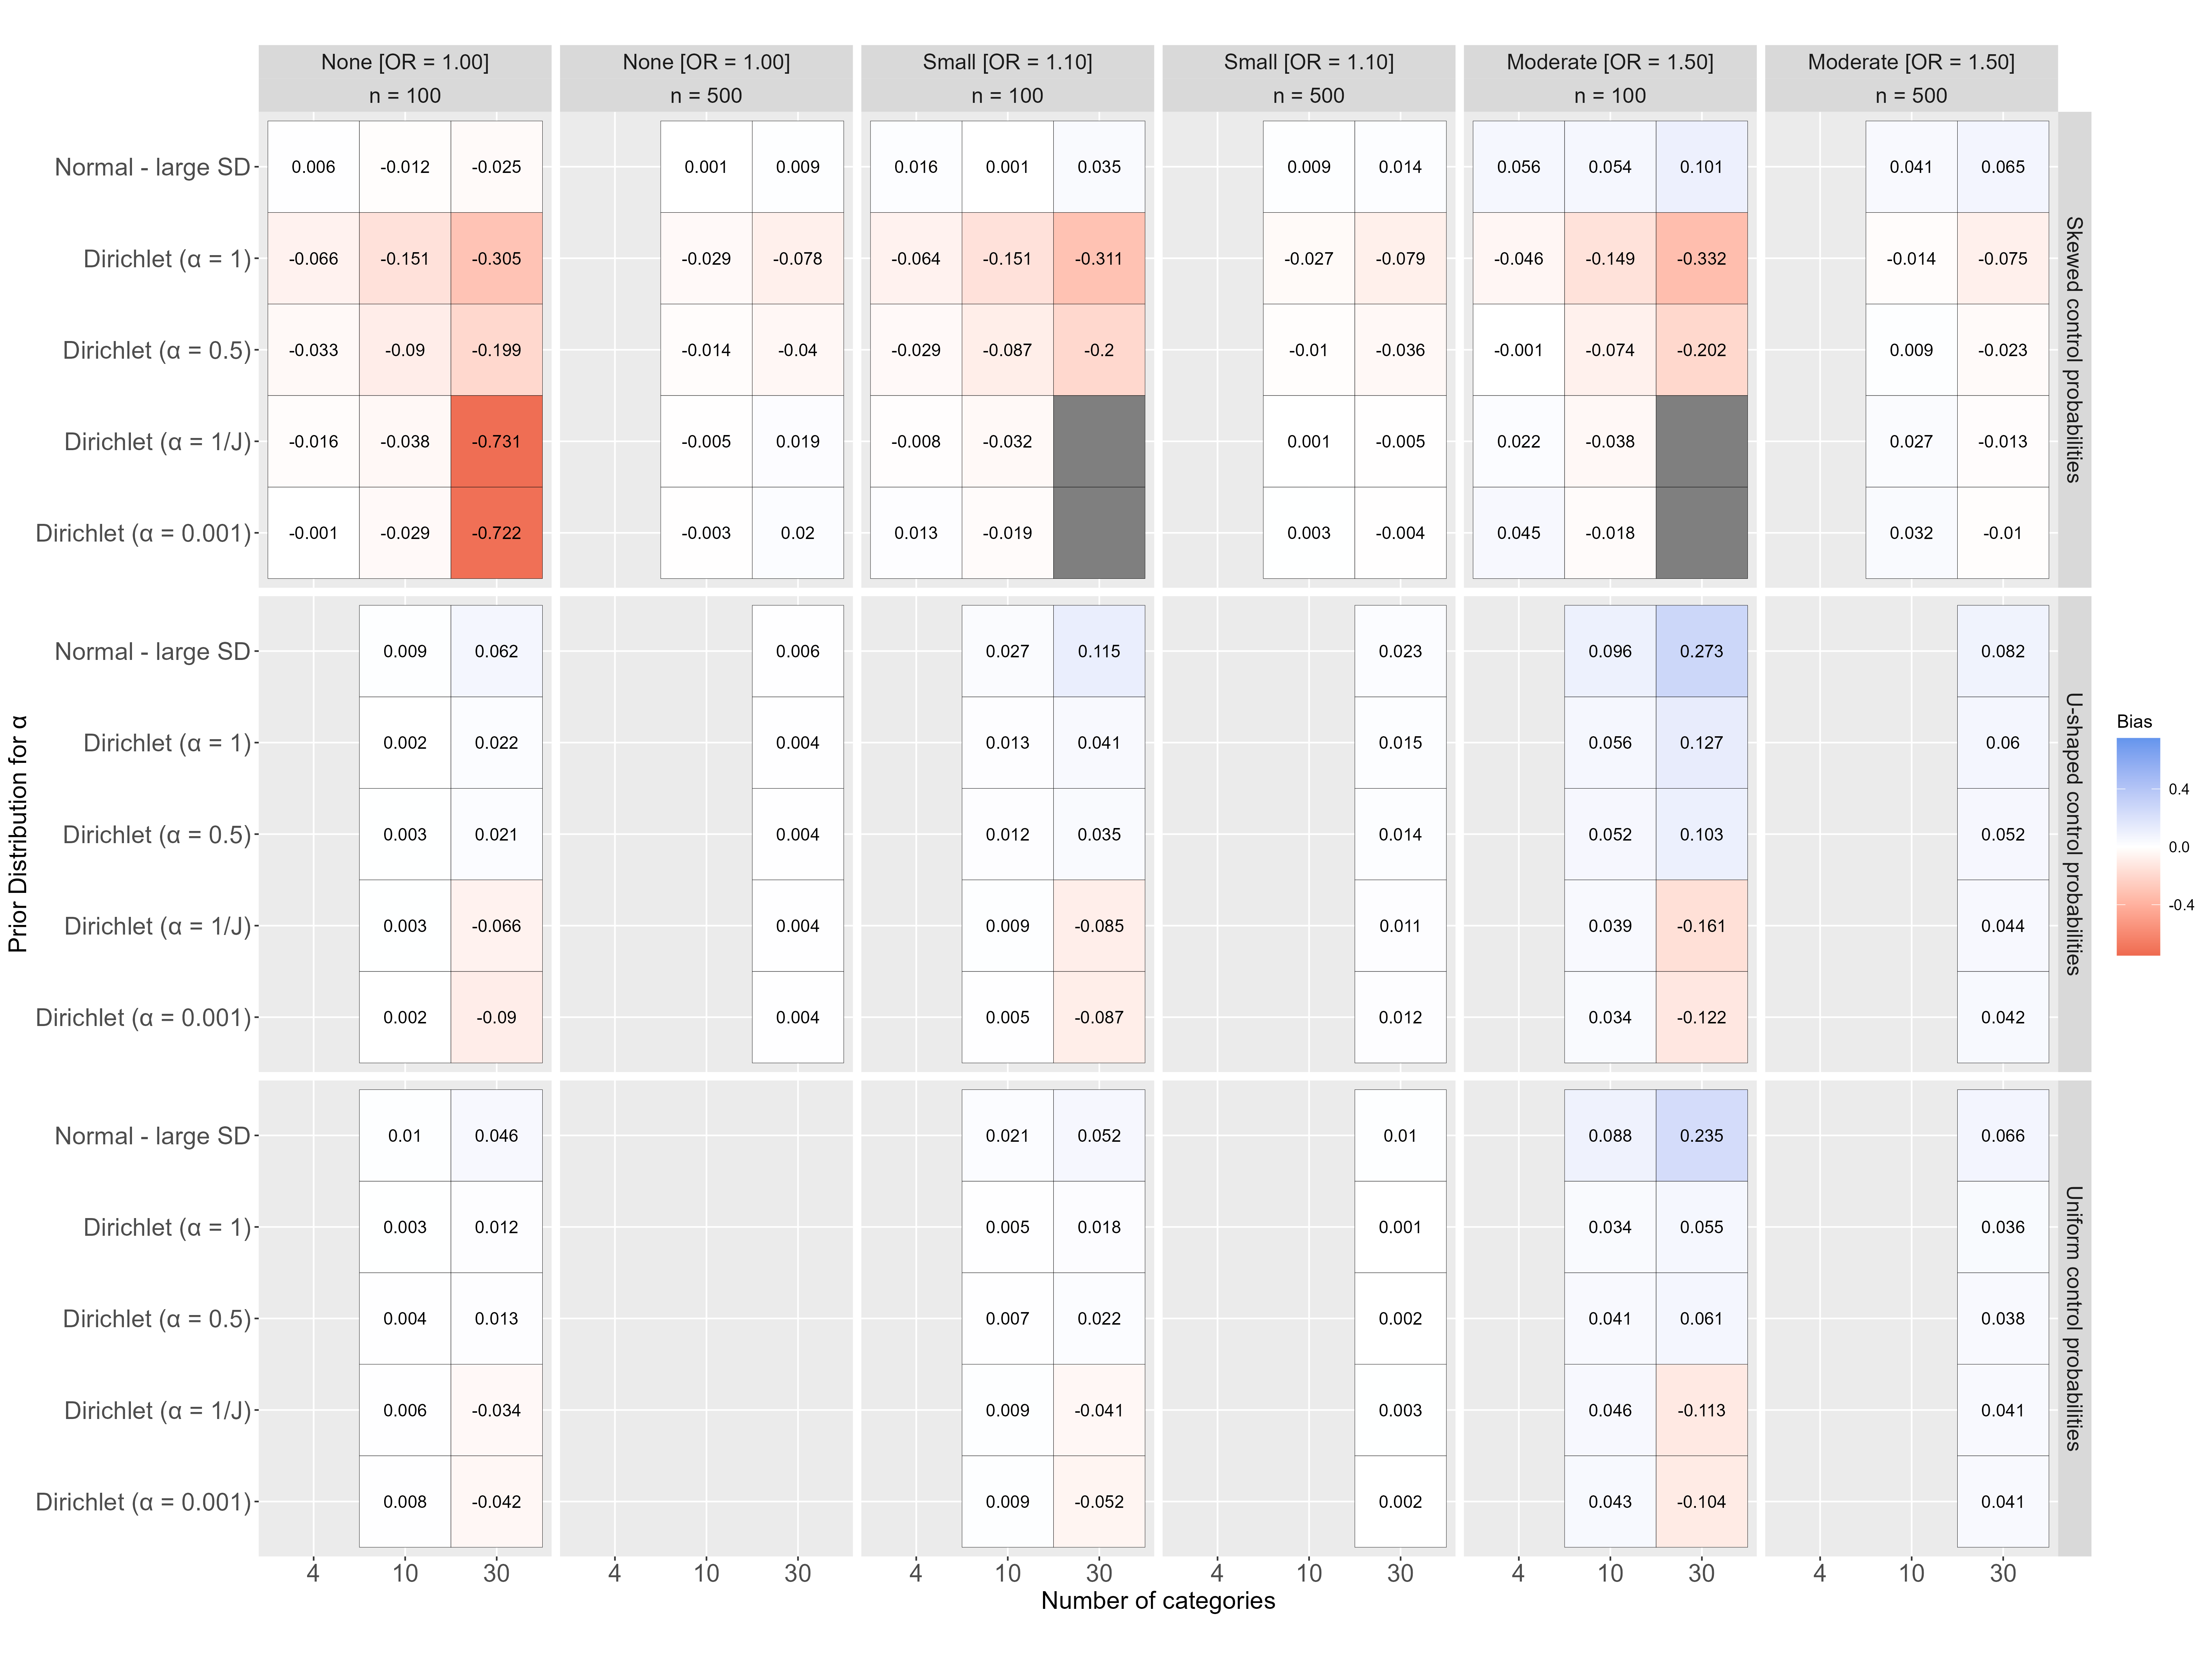 None [OR = 1.00] None [OR = 1.00] Small [OR = 1.10] Small [OR = 1.10] Moderate [OR = 1.50] Moderate [OR = 1.50]
n = 100 n = 500 n = 100 n = 500 n = 100 n = 500
Normal - large SD 0.006 -0.012 -0.025 0.001 0.009 0.016 0.001 0.035 0.009 0.014 0.056 0.054 0.101 0.041 0.065
Dirichlet (α = 1) -0.066 -0.151 -0.305 -0.029 -0.078 -0.064 -0.151 -0.311 -0.027 -0.079 -0.046 -0.149 -0.332 -0.014 -0.075
Dirichlet (α = 0.5) -0.033 -0.09 -0.199 -0.014 -0.04 -0.029 -0.087 -0.2 -0.01 -0.036 -0.001 -0.074 -0.202 0.009 -0.023
Dirichlet (α = 1/J) -0.016 -0.038 -0.731 -0.005 0.019 -0.008 -0.032 0.001 -0.005 0.022 -0.038 0.027 -0.013
Dirichlet (α = 0.001) -0.001 -0.029 -0.722 -0.003 0.02 0.013 -0.019 0.003 -0.004 0.045 -0.018 0.032 -0.01
Skewed control probabilities
Normal - large SD 0.009 0.062 0.006 0.027 0.115 0.023 0.096 0.273 0.082
Dirichlet (α = 1) 0.002 0.022 0.004 0.013 0.041 0.015 0.056 0.127 0.06
Dirichlet (α = 0.5) 0.003 0.021 0.004 0.012 0.035 0.014 0.052 0.103 0.052
Dirichlet (α = 1/J) 0.003 -0.066 0.004 0.009 -0.085 0.011 0.039 -0.161 0.044
Dirichlet (α = 0.001) 0.002 -0.09 0.004 0.005 -0.087 0.012 0.034 -0.122 0.042
U-shaped control probabilities
Normal - large SD 0.01 0.046 0.021 0.052 0.01 0.088 0.235 0.066
Dirichlet (α = 1) 0.003 0.012 0.005 0.018 0.001 0.034 0.055 0.036
Dirichlet (α = 0.5) 0.004 0.013 0.007 0.022 0.002 0.041 0.061 0.038
Dirichlet (α = 1/J) 0.006 -0.034 0.009 -0.041 0.003 0.046 -0.113 0.041
Dirichlet (α = 0.001) 0.008 -0.042 0.009 -0.052 0.002 0.043 -0.104 0.041
Uniform control probabilities
4 10 30 4 10 30 4 10 30 4 10 30 4 10 30 4 10 30
Number of categories
Prior Distribution for α
Bias
0.4
0.0
-0.4